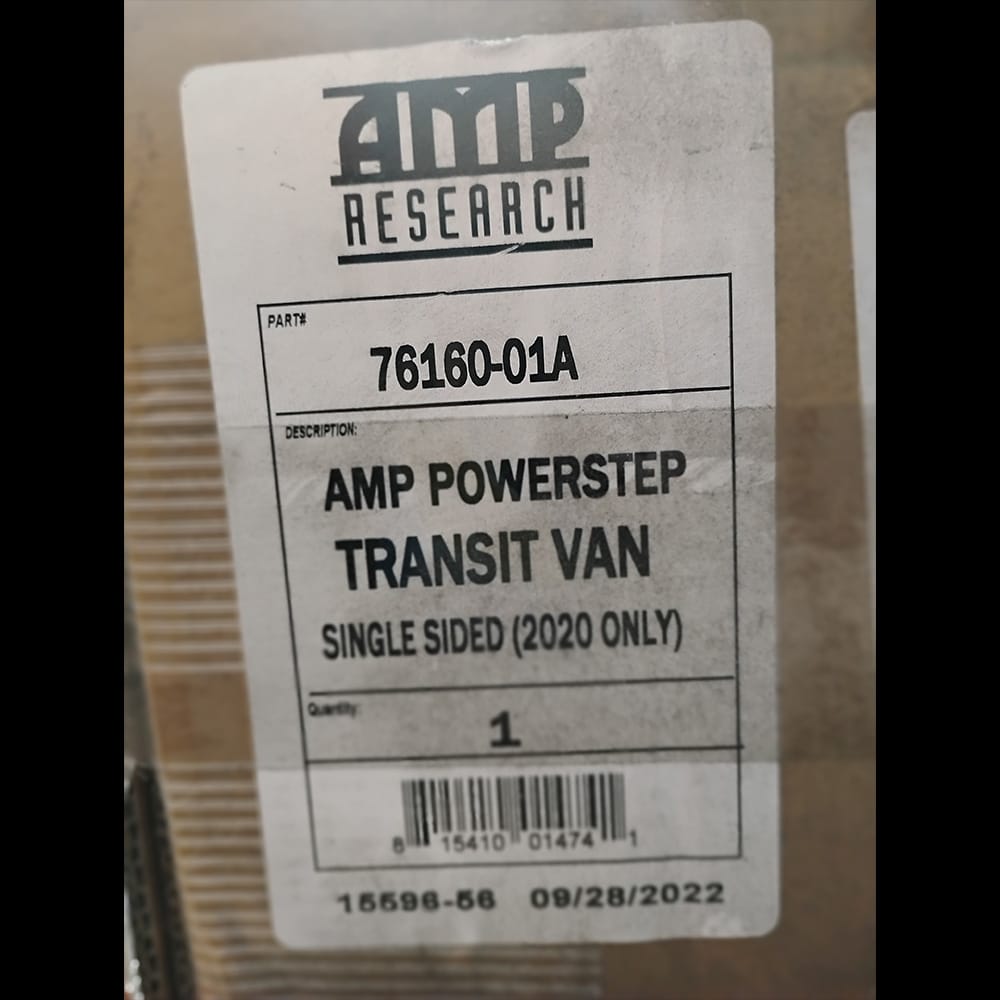 AMP
RESEARCH
PART#
76160-01A
DESCRIPTION:
AMP POWERSTEP
TRANSIT VAN
SINGLE SIDED (2020 ONLY)
Quantity:
1
8 15410 01474 1
15596-56 09/28/2022